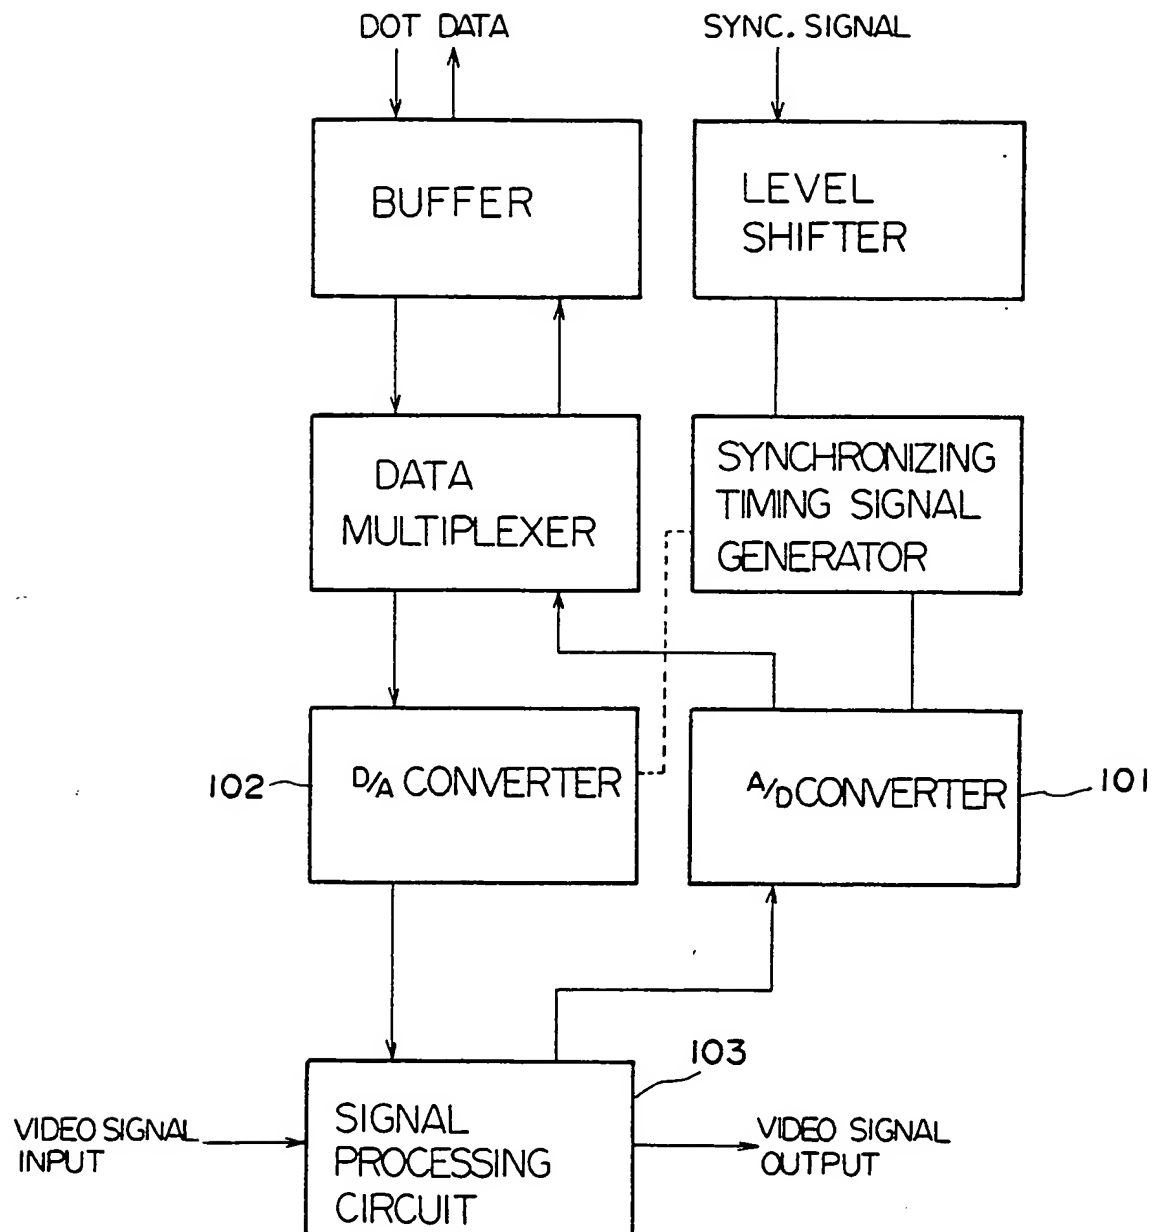 DOT DATA
SYNC. SIGNAL
BUFFER
LEVEL
SHIFTER
DATA
MULTIPLEXER
SYNCHRONIZING
TIMING SIGNAL
GENERATOR
102
D/A CONVERTER
A/D CONVERTER
101
103
VIDEO SIGNAL
INPUT
SIGNAL
PROCESSING
CIRCUIT
VIDEO SIGNAL
OUTPUT